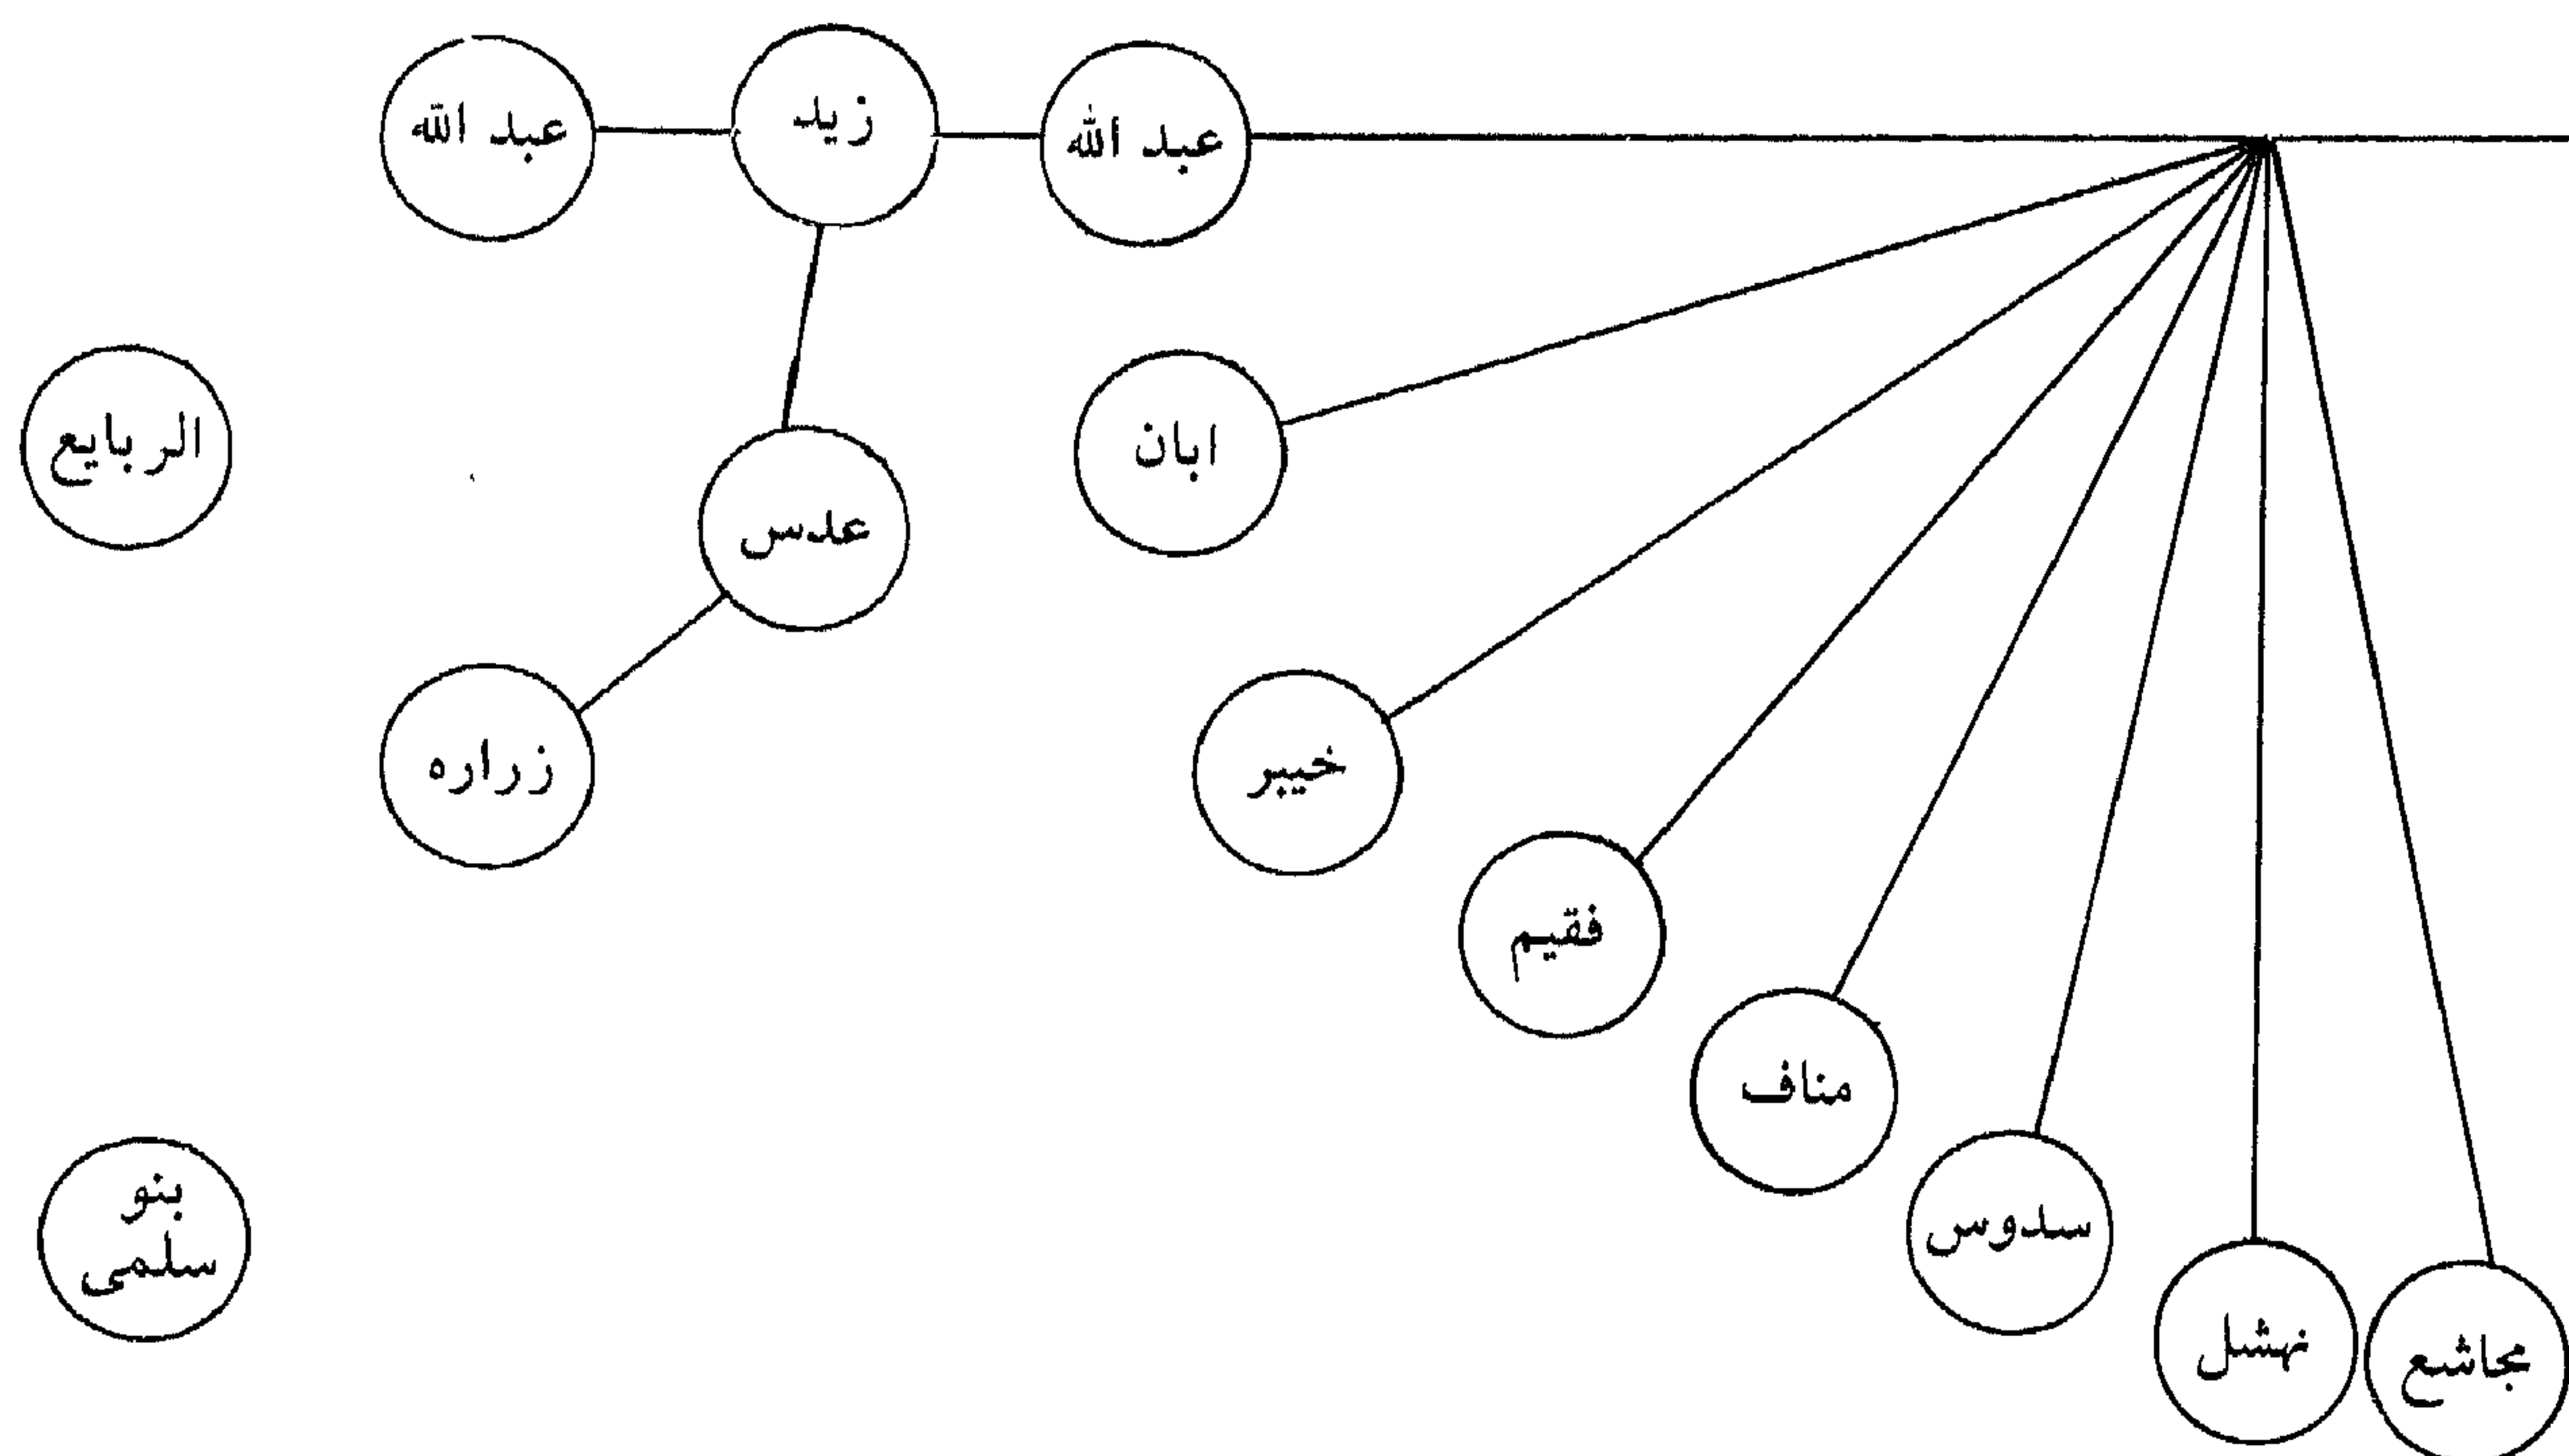 عبد الله
زيد
عبد الله
ابان
الربايع
عدس
خيبر
زراره
فقيم
مناف
سدوس
بنو
سلمى
نهشل
مجاشع